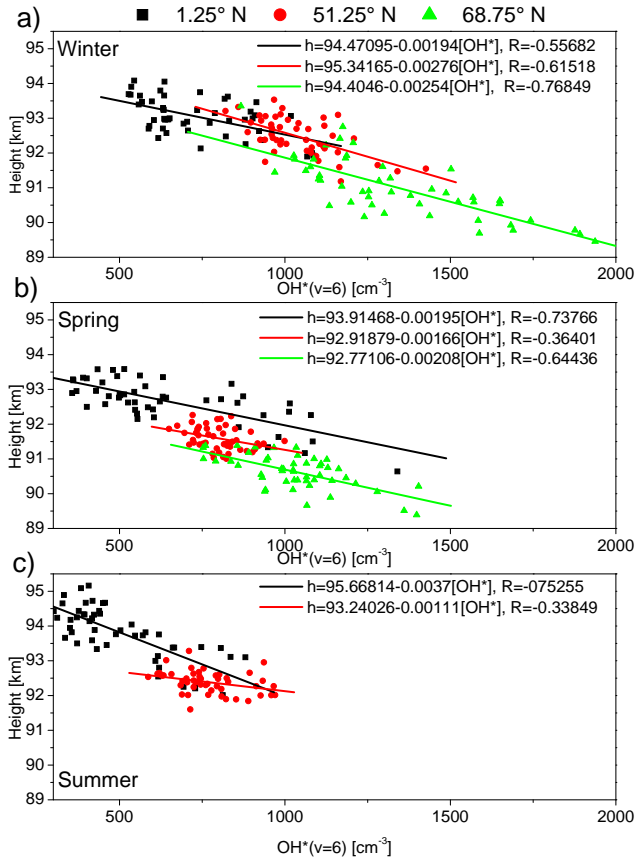 1.25° N 51.25° N 68.75° N
a) Winter
h=94.47095-0.00194[OH*], R=-0.55682
h=95.34165-0.00276[OH*], R=-0.61518
h=94.4046-0.00254[OH*], R=-0.76849
Height [km]
95
94
93
92
91
90
89
500 1000 1500 2000
OH*(v=6) [cm-3]
b)
Spring
h=93.91468-0.00195[OH*], R=-0.73766
h=92.91879-0.00166[OH*], R=-0.36401
h=92.77106-0.00208[OH*], R=-0.64436
Height [km]
95
94
93
92
91
90
89
500 1000 1500 2000
OH*(v=6) [cm-3]
c)
h=95.66814-0.0037[OH*], R=-075255
h=93.24026-0.00111[OH*], R=-0.33849
Height [km]
95
94
93
92
91
90
89
Summer
500 1000 1500 2000
OH*(v=6) [cm-3]